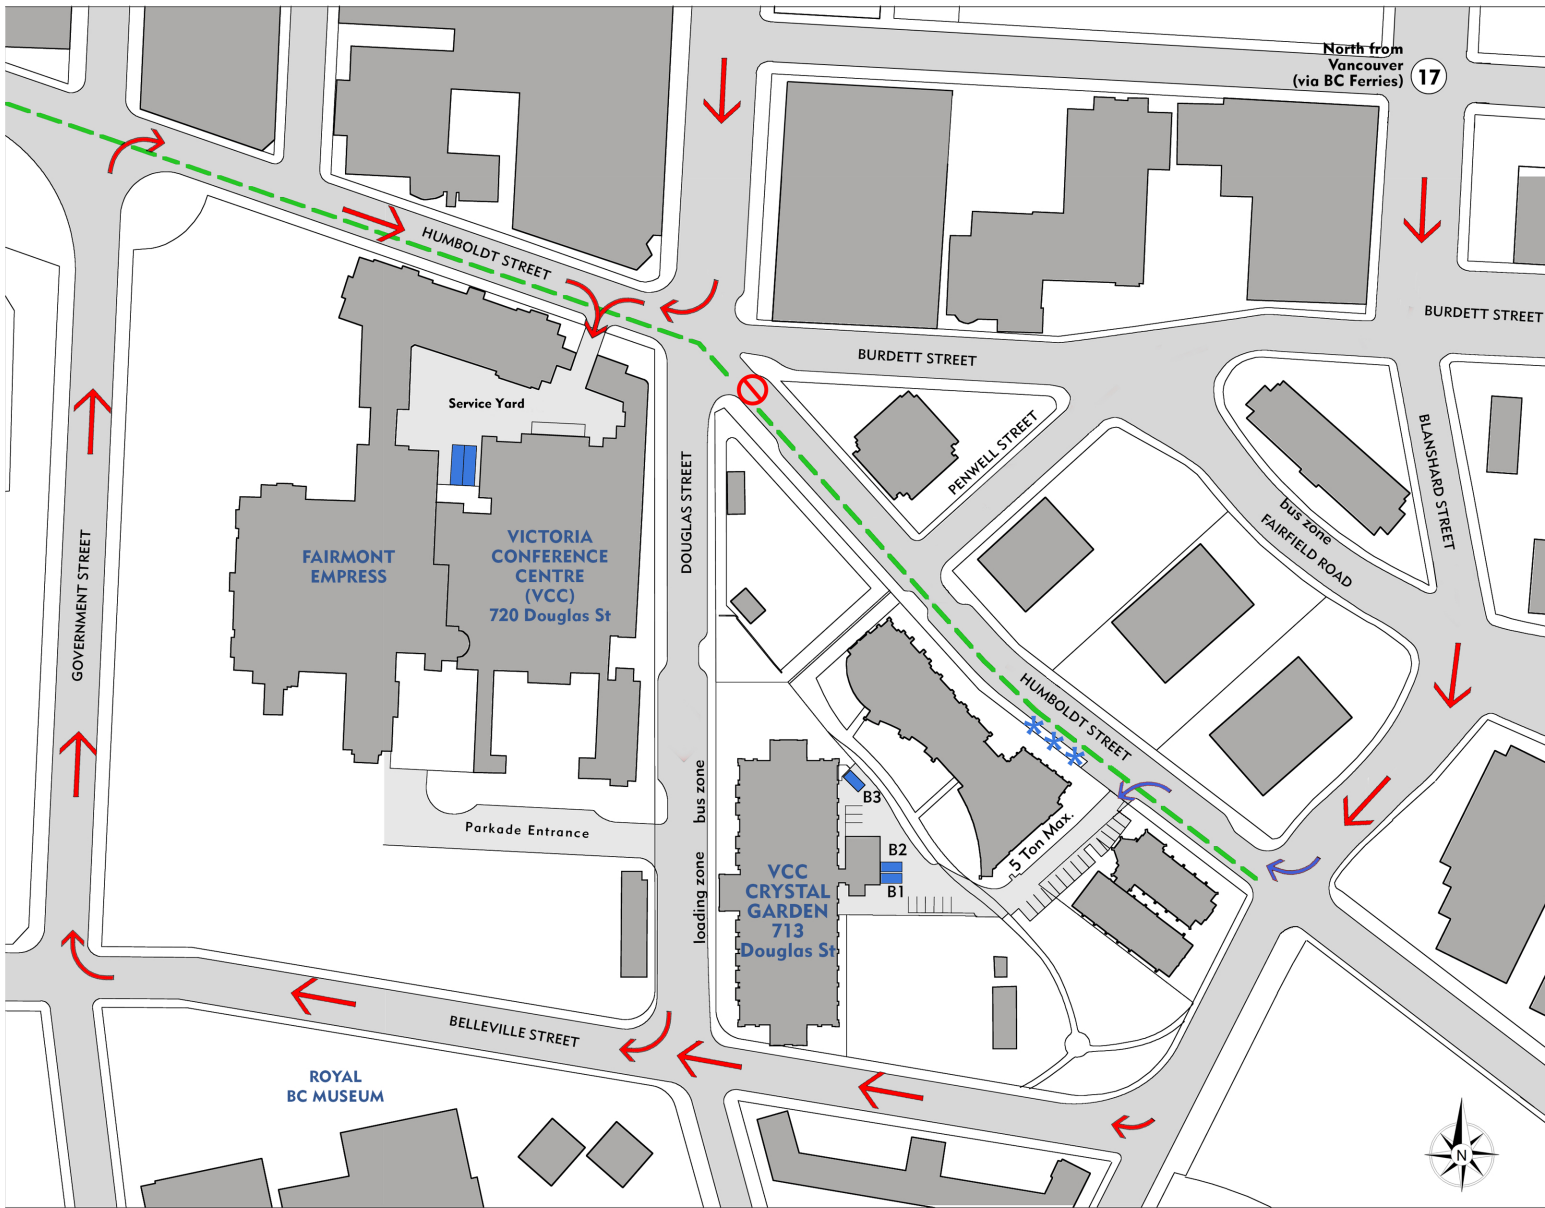 North from
Vancouver
(via BC Ferries)
17
HUMBOLDT STREET
BURDETT STREET
BURDETT STREET
Service Yard
PENWELL STREET
BLANSHARD STREET
bus zone
FAIRFIELD ROAD
DOUGLAS STREET
GOVERNMENT STREET
FAIRMONT
EMPRESS
VICTORIA
CONFERENCE
CENTRE
(VCC)
720 Douglas St
HUMBOLDT STREET
bus zone
loading zone
B3
B2
B1
5 Ton Max.
Parkade Entrance
VCC
CRYSTAL
GARDEN
713
Douglas St
BELLEVILLE STREET
ROYAL
BC MUSEUM
N